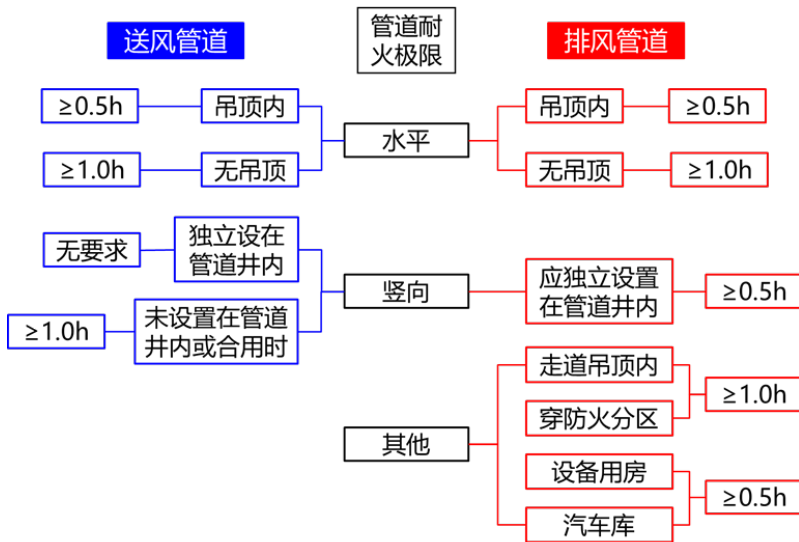 送风管道
管道耐
火极限
排风管道
≥0.5h
吊顶内
吊顶内
≥0.5h
水平
≥1.0h
无吊顶
无吊顶
≥1.0h
无要求
独立设在
管道井内
竖向
应独立设置
在管道井内
≥0.5h
≥1.0h
未设置在管道
井内或合用时
走道吊顶内
≥1.0h
穿防火分区
其他
设备用房
≥0.5h
汽车库